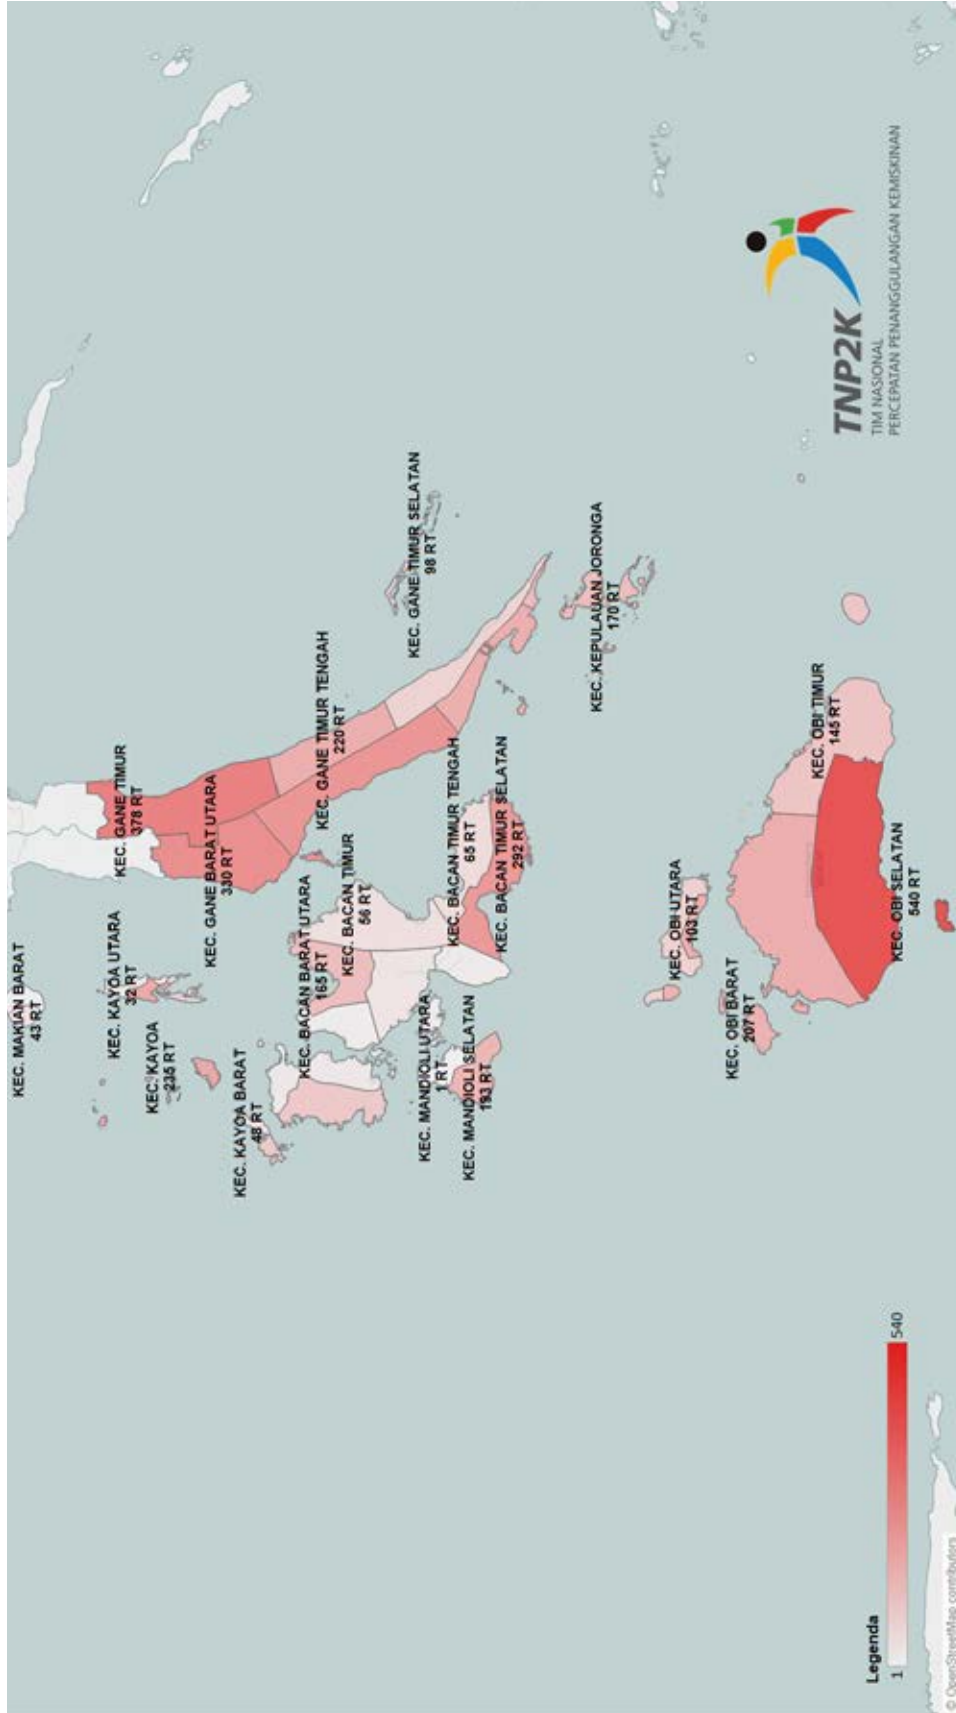 KEC. MAKIAN BARAT
43 RT
KEC. KAYOA UTARA
32 RT
KEC. KAYOA
235 RT
KEC. KAYOA BARAT
48 RT
KEC. GANE TIMUR
378 RT
KEC. GANE BARAT UTARA
330 RT
KEC. GANE TIMUR TENGAH
220 RT
KEC. GANE TIMUR SELATAN
98 RT
KEC. BACAN BARAT UTARA
165 RT
KEC. BACAN TIMUR
56 RT
KEC. MANDIOLI UTARA
1 RT
KEC. MANDIOLI SELATAN
193 RT
KEC. BACAN TIMUR TENGAH
65 RT
KEC. BACAN TIMUR SELATAN
292 RT
KEC. KEPULAUAN JORONGA
170 RT
KEC. OBI UTARA
103 RT
KEC. OBI BARAT
207 RT
KEC. OBI TIMUR
145 RT
KEC. OBI SELATAN
540 RT
Legenda
1
540
TNP2K
TIM NASIONAL
PERCEPATAN PENANGGULANGAN KEMISKINAN
© OpenStreetMap contributors